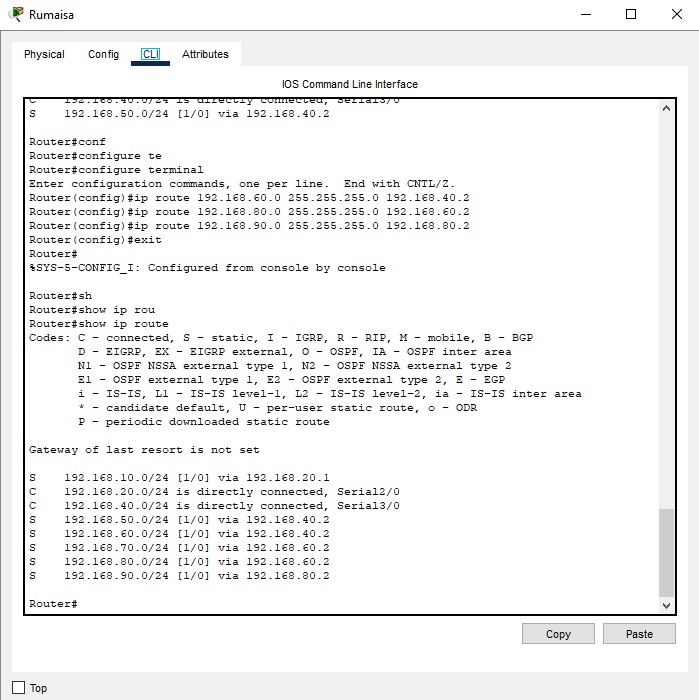 Rumaisa
Physical Config CLI Attributes
IOS Command Line Interface
C    192.168.40.0/24 is directly connected, Serial3/0
S    192.168.50.0/24 [1/0] via 192.168.40.2
Router#conf
Router#configure te
Router#configure terminal
Enter configuration commands, one per line.  End with CNTL/Z.
Router(config)#ip route 192.168.60.0 255.255.255.0 192.168.40.2
Router(config)#ip route 192.168.80.0 255.255.255.0 192.168.60.2
Router(config)#ip route 192.168.90.0 255.255.255.0 192.168.80.2
Router(config)#exit
Router#
%SYS-5-CONFIG_I: Configured from console by console
Router#sh
Router#show ip rou
Router#show ip route
Codes: C - connected, S - static, I - IGRP, R - RIP, M - mobile, B - BGP
       D - EIGRP, EX - EIGRP external, O - OSPF, IA - OSPF inter area
       N1 - OSPF NSSA external type 1, N2 - OSPF NSSA external type 2
       E1 - OSPF external type 1, E2 - OSPF external type 2, E - EGP
       i - IS-IS, L1 - IS-IS level-1, L2 - IS-IS level-2, ia - IS-IS inter area
       * - candidate default, U - per-user static route, o - ODR
       P - periodic downloaded static route
Gateway of last resort is not set
S    192.168.10.0/24 [1/0] via 192.168.20.1
C    192.168.20.0/24 is directly connected, Serial2/0
C    192.168.40.0/24 is directly connected, Serial3/0
S    192.168.50.0/24 [1/0] via 192.168.40.2
S    192.168.60.0/24 [1/0] via 192.168.40.2
S    192.168.70.0/24 [1/0] via 192.168.60.2
S    192.168.80.0/24 [1/0] via 192.168.60.2
S    192.168.90.0/24 [1/0] via 192.168.80.2
Router#
Copy Paste
Top